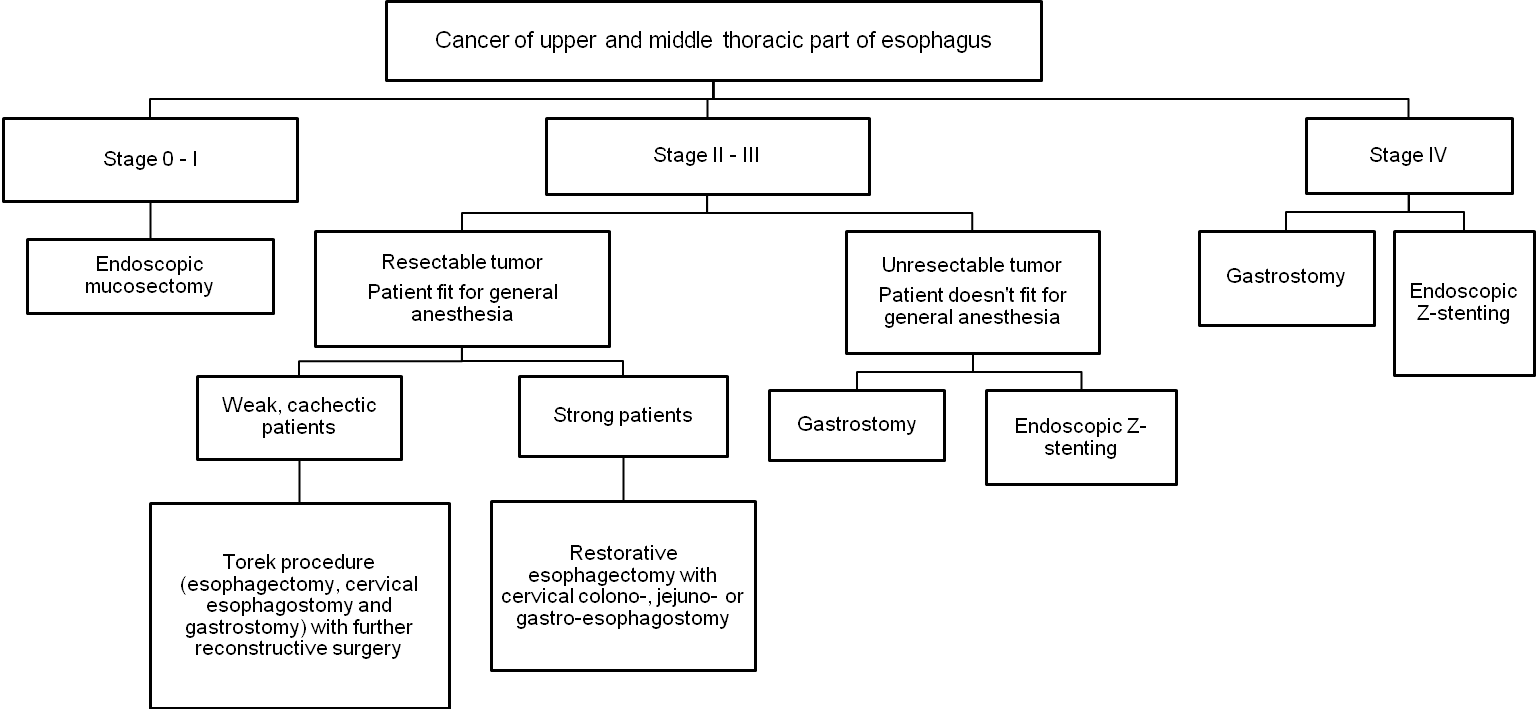 Cancer of upper and middle thoracic part of esophagus
Stage 0 - I
Stage II - III
Stage IV
Endoscopic
mucosectomy
Resectable tumor
Patient fit for general
anesthesia
Unresectable tumor
Patient doesn't fit for
general anesthesia
Gastrostomy
Endoscopic
Z-stenting
Weak, cachectic
patients
Strong patients
Gastrostomy
Endoscopic Z-
stenting
Torek procedure
(esophagectomy, cervical
esophagostomy and
gastrostomy) with further
reconstructive surgery
Restorative
esophagectomy with
cervical colono-, jejuno- or
gastro-esophagostomy